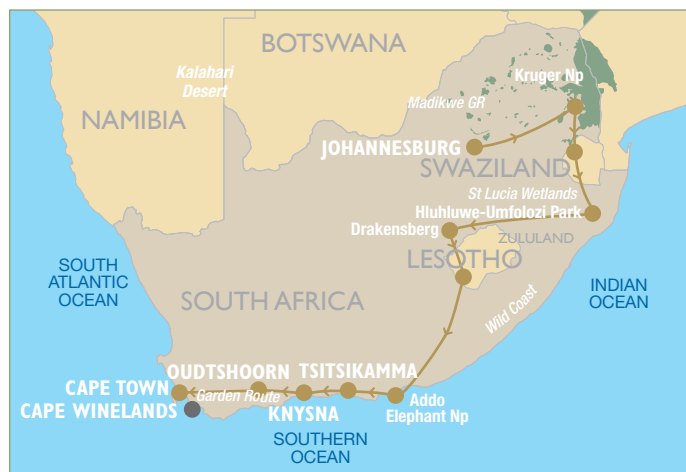 BOTSWANA
Kalahari
Desert
Kruger Np
Madikwe GR
NAMIBIA
JOHANNESBURG
SWAZILAND
St Lucia Wetlands
Hluhluwe-Umfolozi Park
Drakensberg
ZULULAND
LESOTHO
SOUTH
ATLANTIC
OCEAN
INDIAN
OCEAN
SOUTH AFRICA
Wild Coast
OUDTSHOORN
TSITSIKAMMA
CAPE TOWN
Garden Route
CAPE WINELANDS
KNYSNA
Addo
Elephant Np
SOUTHERN
OCEAN